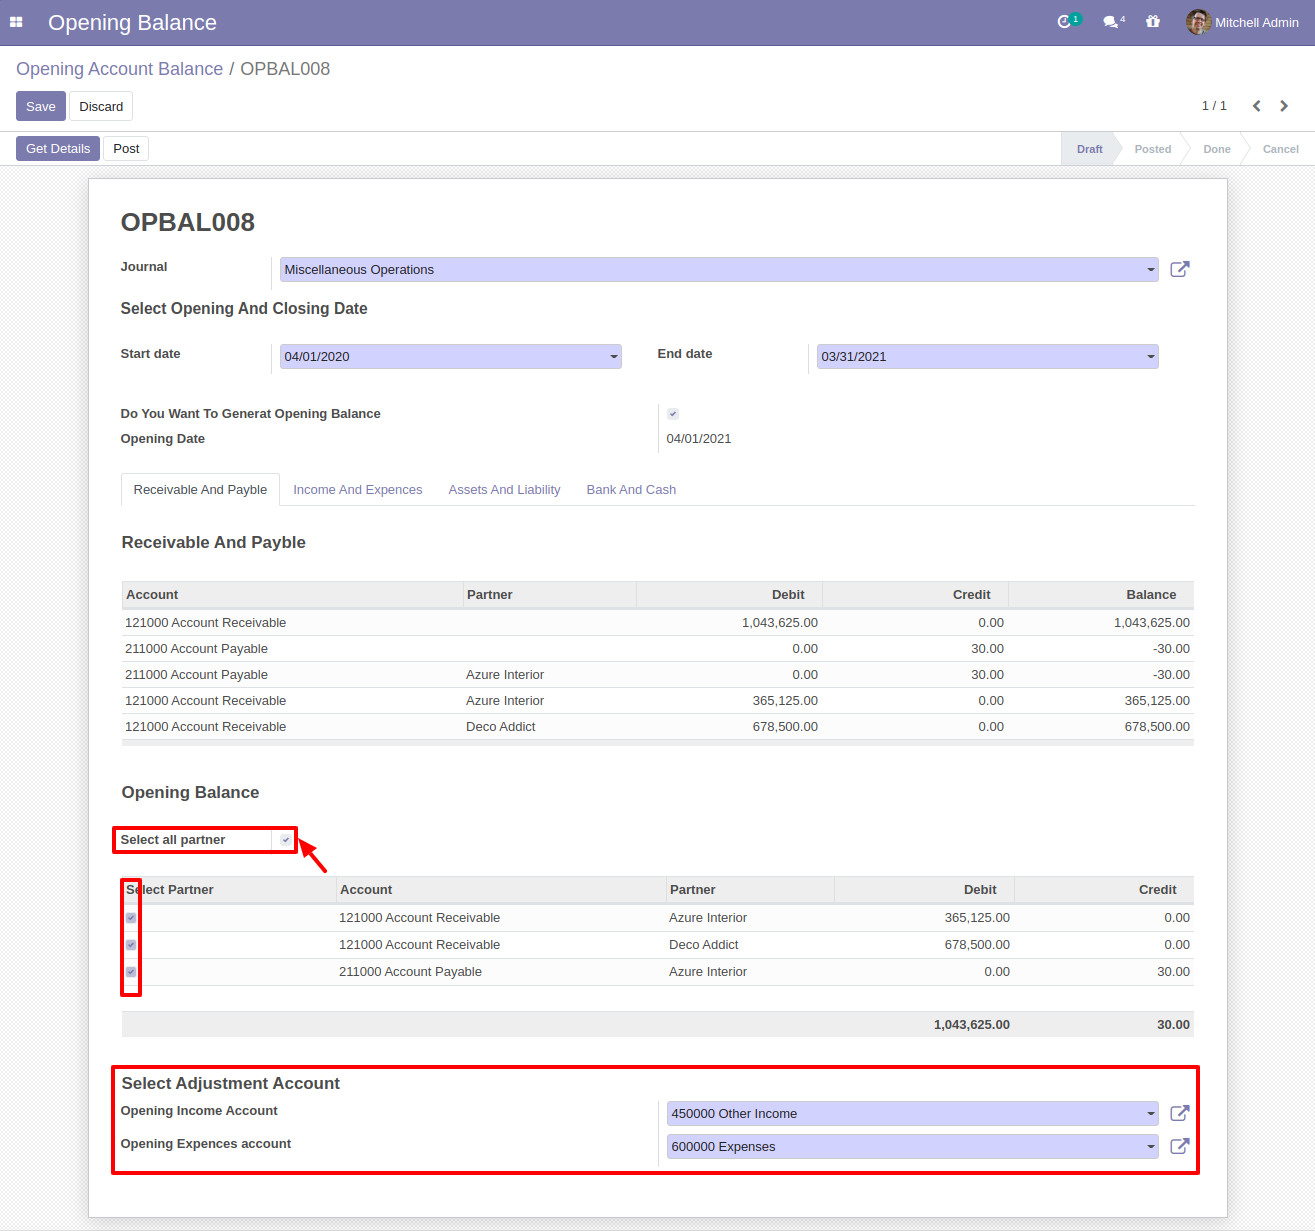 Opening Balance 1 4 Mitchell Admin
Opening Account Balance / OPBAL008
Save Discard 1 / 1
Get Details Post Draft Posted Done Cancel
OPBAL008
Journal Miscellaneous Operations
Select Opening And Closing Date
Start date 04/01/2020 End date 03/31/2021
Do You Want To Generat Opening Balance
Opening Date 04/01/2021
Receivable And Payble Income And Expences Assets And Liability Bank And Cash
Receivable And Payble
Account Partner Debit Credit Balance
121000 Account Receivable 1,043,625.00 0.00 1,043,625.00
211000 Account Payable 0.00 30.00 -30.00
211000 Account Payable Azure Interior 0.00 30.00 -30.00
121000 Account Receivable Azure Interior 365,125.00 0.00 365,125.00
121000 Account Receivable Deco Addict 678,500.00 0.00 678,500.00
Opening Balance
Select all partner
Select Partner Account Partner Debit Credit
121000 Account Receivable Azure Interior 365,125.00 0.00
121000 Account Receivable Deco Addict 678,500.00 0.00
211000 Account Payable Azure Interior 0.00 30.00
1,043,625.00 30.00
Select Adjustment Account
Opening Income Account 450000 Other Income
Opening Expences account 600000 Expenses